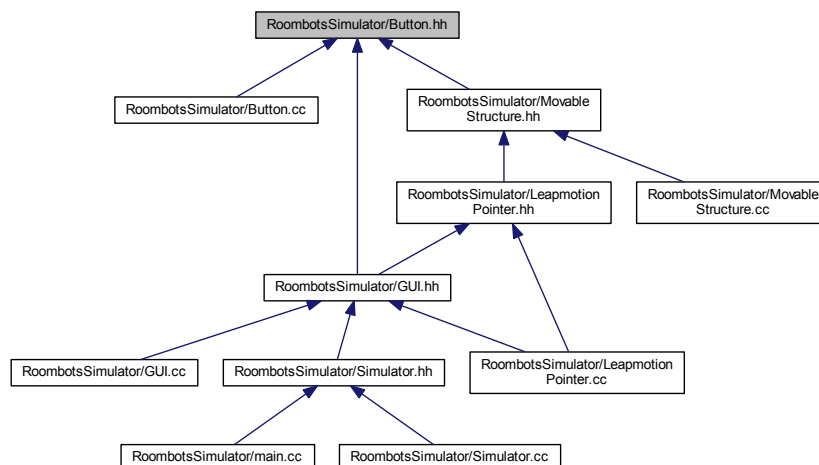 RoombotsSimulator/Button.hh
RoombotsSimulator/Button.cc
RoombotsSimulator/Movable
Structure.hh
RoombotsSimulator/Leapmotion
Pointer.hh
RoombotsSimulator/Movable
Structure.cc
RoombotsSimulator/GUI.hh
RoombotsSimulator/GUI.cc
RoombotsSimulator/Simulator.hh
RoombotsSimulator/Leapmotion
Pointer.cc
RoombotsSimulator/main.cc
RoombotsSimulator/Simulator.cc